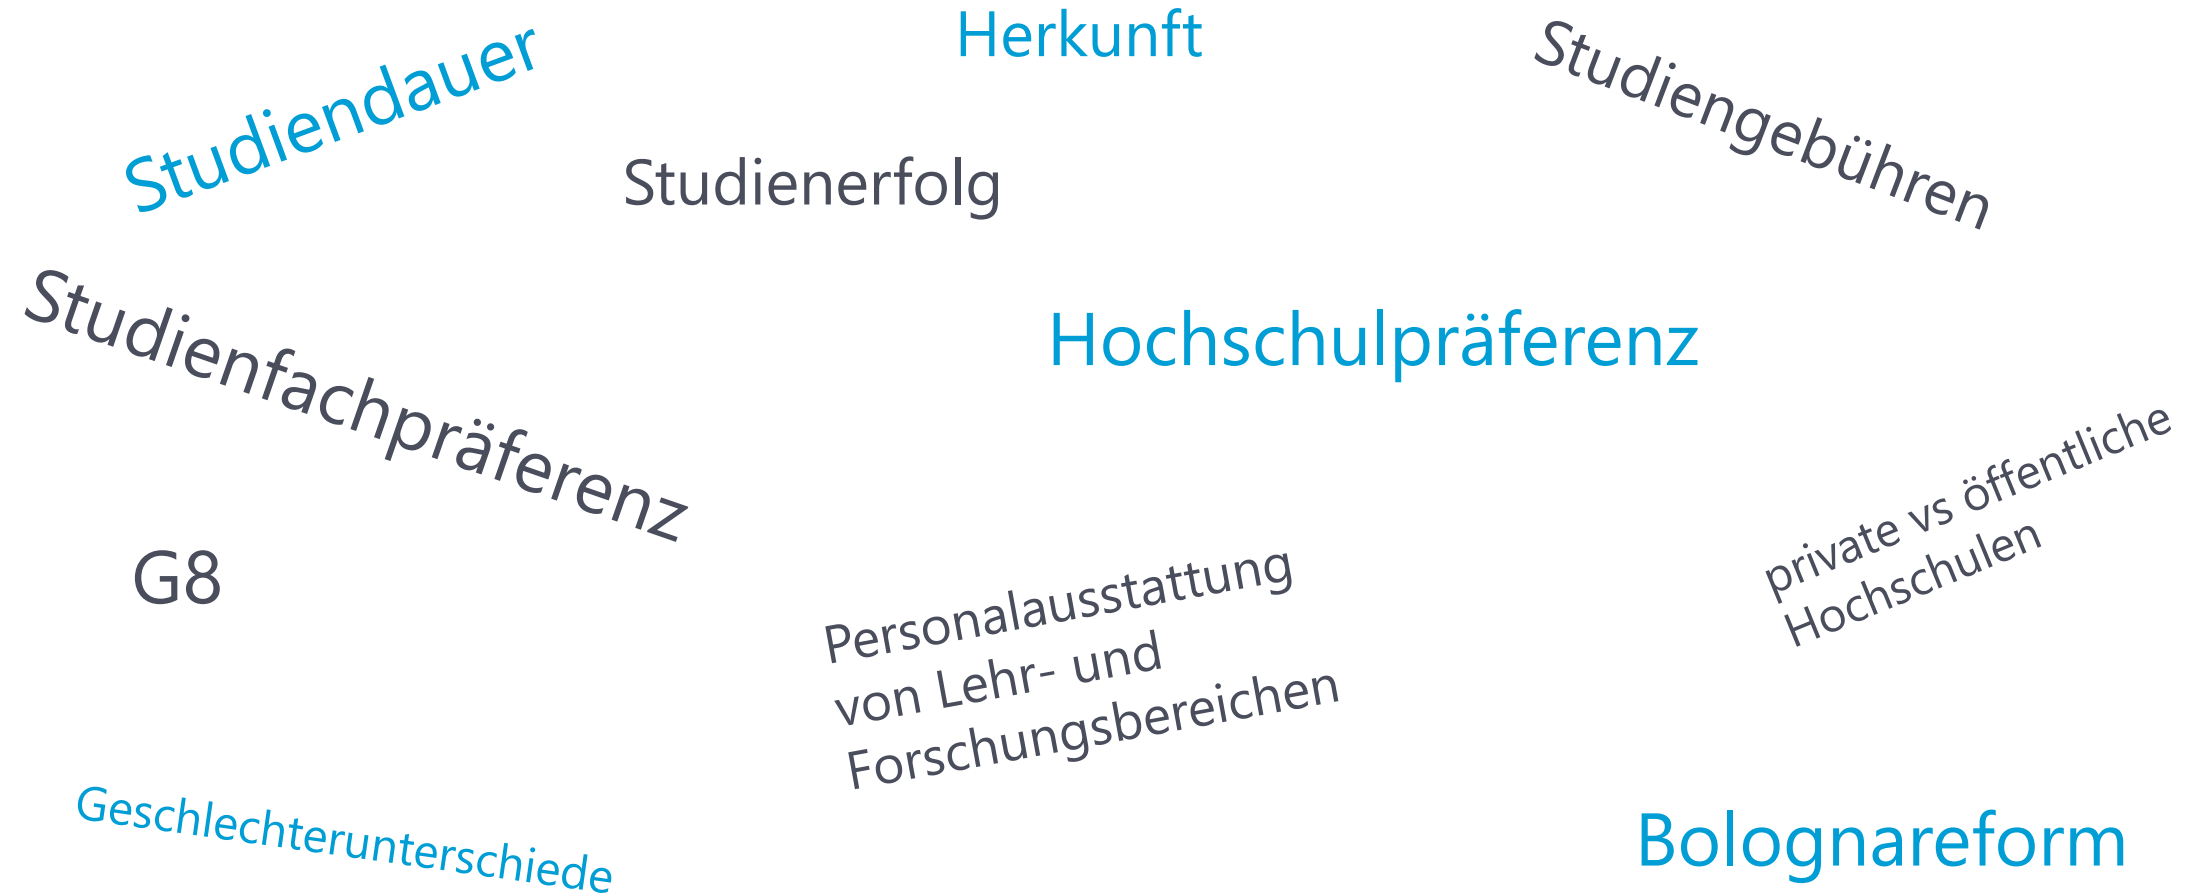 Herkunft
Studiendauer
Studiengebühren
Studienerfolg
Studienfachpräferenz
Hochschulpräferenz
private vs öffentliche
Hochschulen
G8
Personalausstattung
von Lehr- und
Forschungsbereichen
Geschlechterunterschiede
Bolognareform